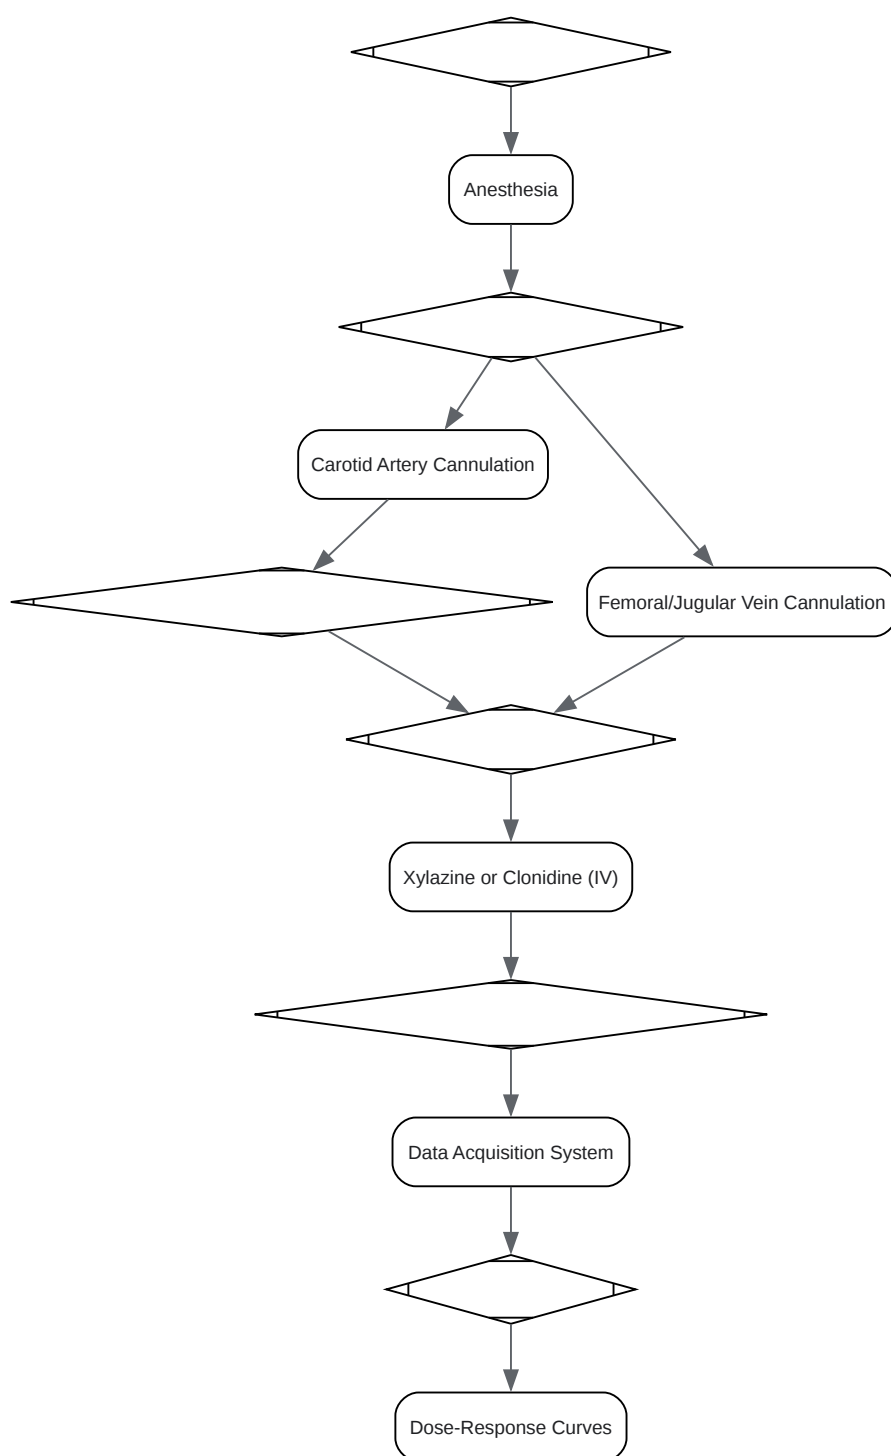 Anesthesia
Carotid Artery Cannulation
Femoral/Jugular Vein Cannulation
Xylazine or Clonidine (IV)
Data Acquisition System
Dose-Response Curves